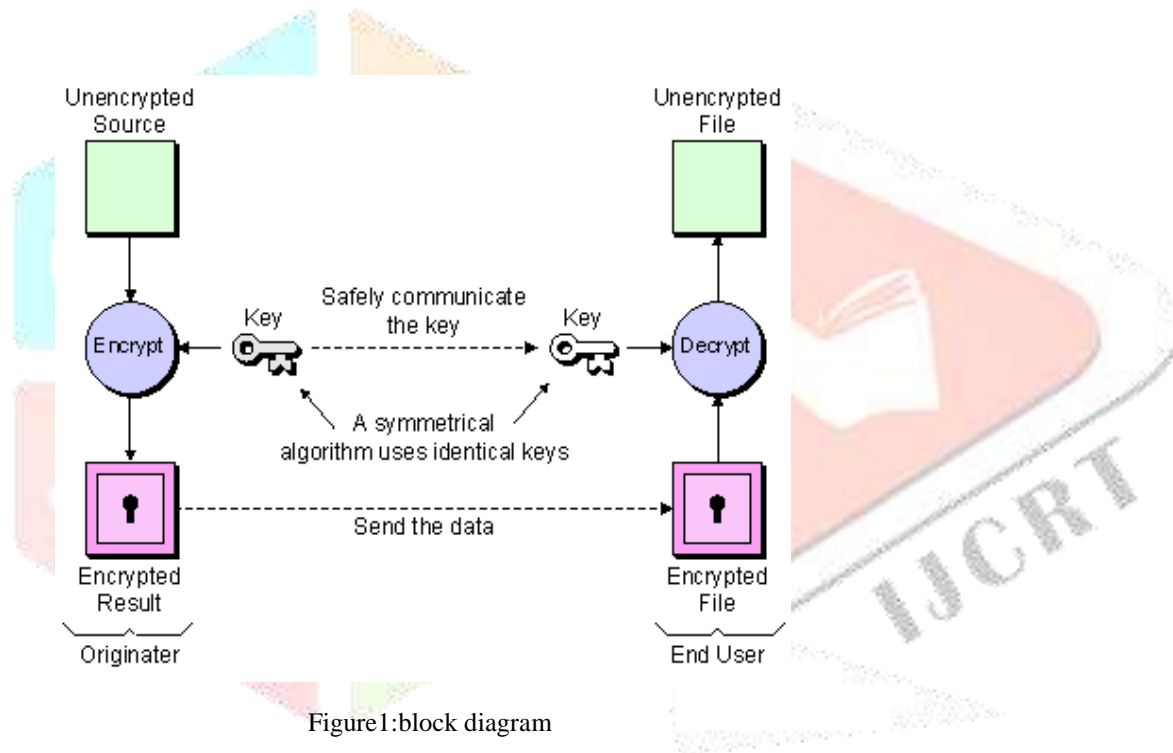 Unencrypted
Source
Unencrypted
File
Encrypt
Key
Safely communicate
the key
Key
Decrypt
A symmetrical
algorithm uses identical keys
Send the data
Encrypted
Result
Encrypted
File
Originater
End User
IJCRT
Figure1:block diagram